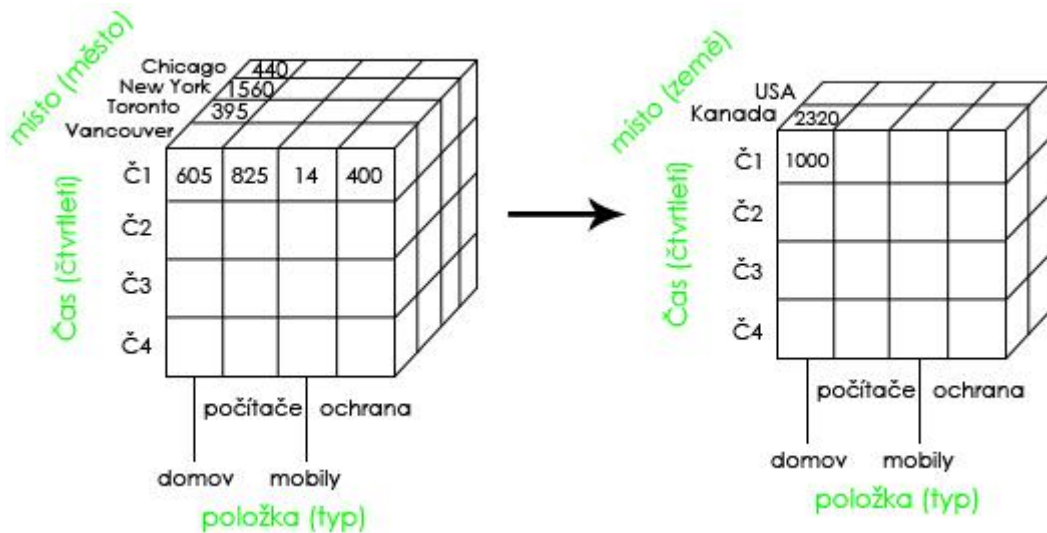 místo (město)
Chicago 440
New York 1560
Toronto 395
Vancouver
Čas (čtvrtletí)
Č1 605 825 14 400
Č2
Č3
Č4
počítače ochrana
domov mobily
položka (typ)
místo (země)
USA
Kanada 2320
Čas (čtvrtletí)
Č1 1000
Č2
Č3
Č4
počítače ochrana
domov mobily
položka (typ)